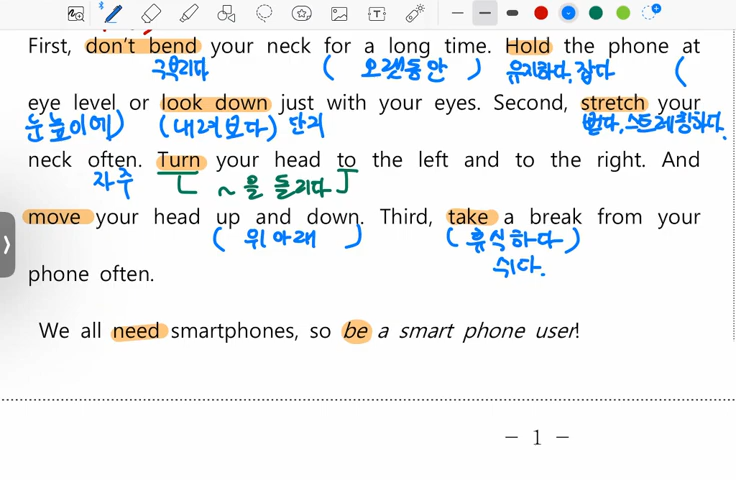 First, don't bend your neck for a long time. Hold the phone at
구부리다 ( 오랫동안 ) 유지하다, 잡다 (
eye level or look down just with your eyes. Second, stretch your
눈높이에) (내려보다) 단지 뻗다, 스트레칭하다.
neck often. Turn your head to the left and to the right. And
자주 ~을 돌리다
move your head up and down. Third, take a break from your
( 위아래 ) ( 휴식하다 )
쉬다.
phone often.
We all need smartphones, so be a smart phone user!
- 1 -